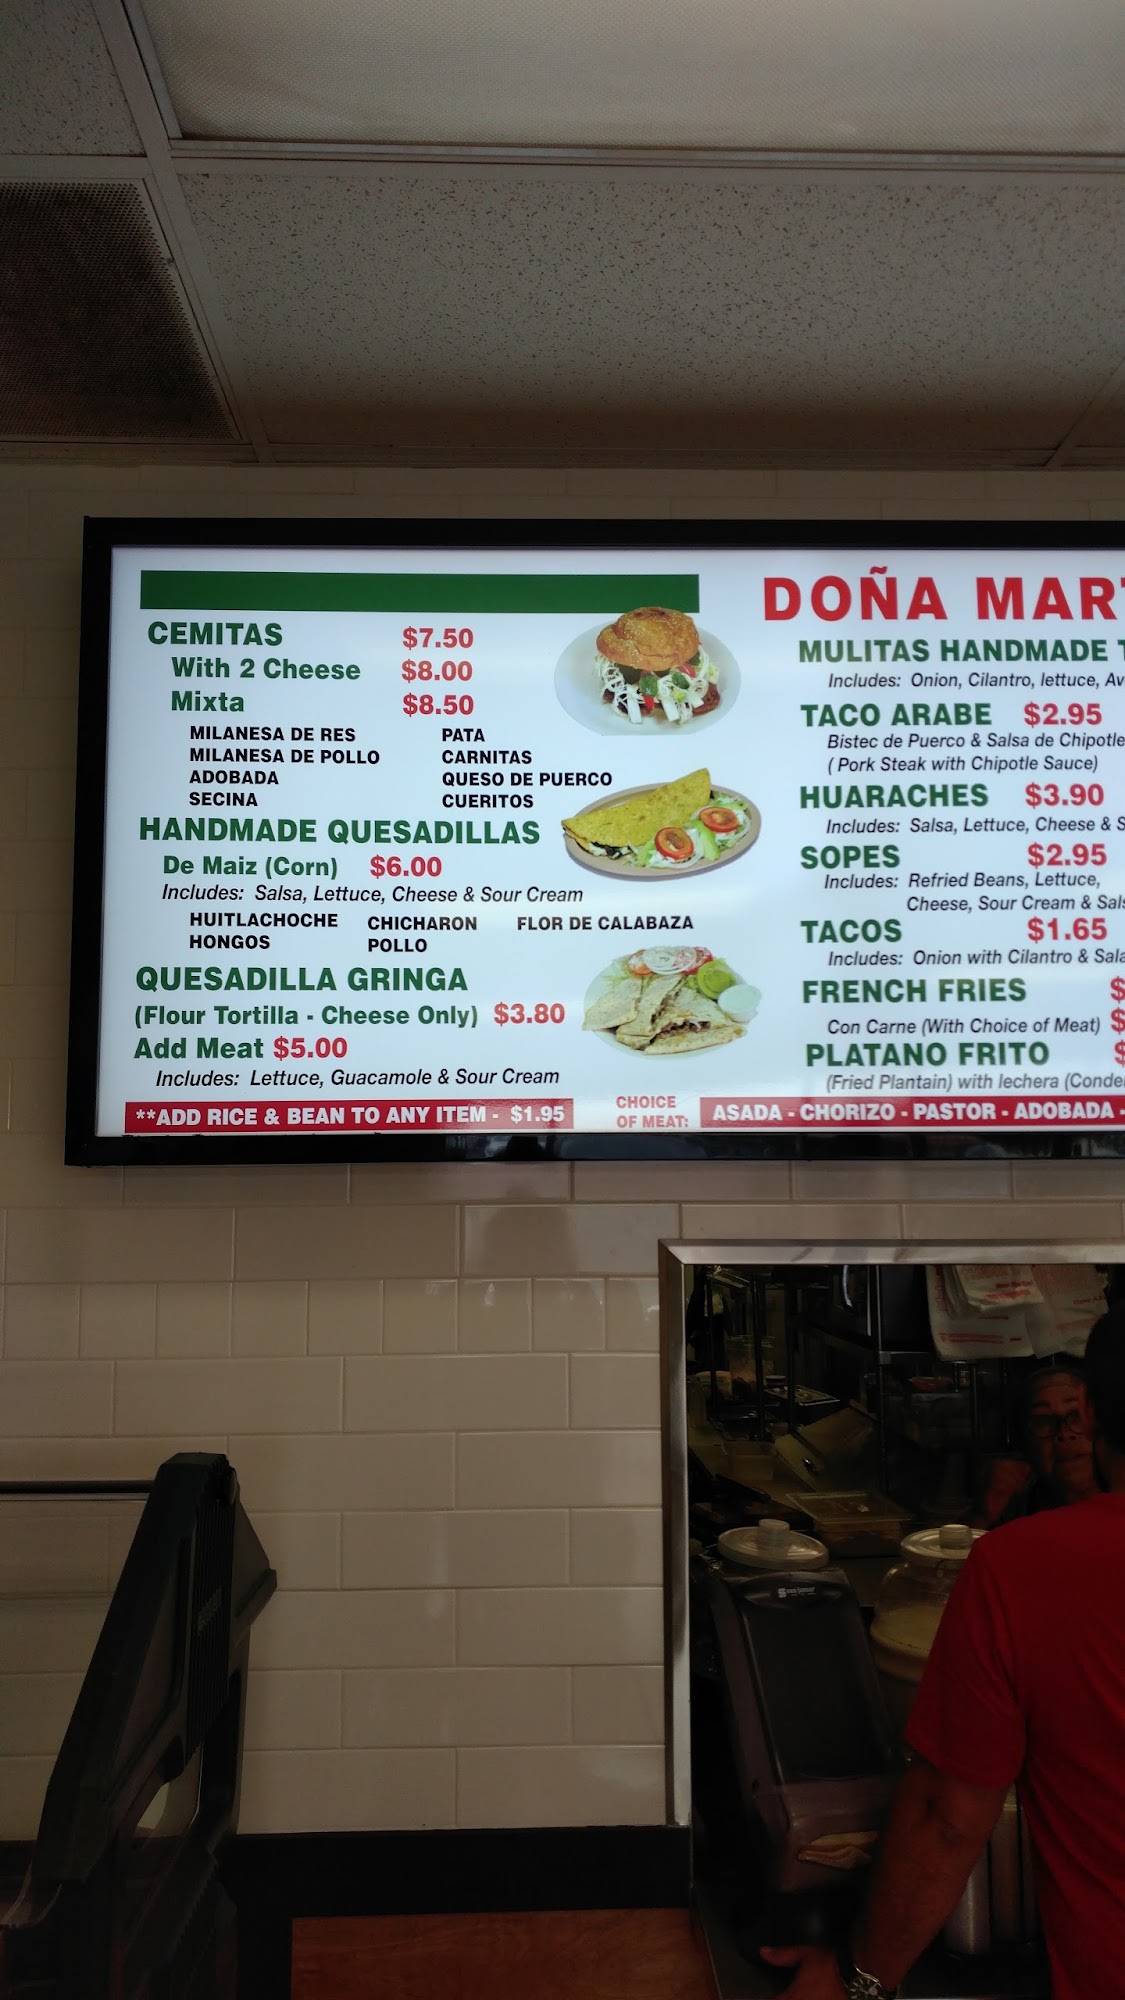 CEMITAS $7.50
With 2 Cheese $8.00
Mixta $8.50
MILANESA DE RES PATA
MILANESA DE POLLO CARNITAS
ADOBADA QUESO DE PUERCO
SECINA CUERITOS
HANDMADE QUESADILLAS
De Maiz (Corn) $6.00
Includes: Salsa, Lettuce, Cheese & Sour Cream
HUITLACHOCHE CHICHARON FLOR DE CALABAZA
HONGOS POLLO
QUESADILLA GRINGA
(Flour Tortilla - Cheese Only) $3.80
Add Meat $5.00
Includes: Lettuce, Guacamole & Sour Cream
**ADD RICE & BEAN TO ANY ITEM - $1.95
DOÑA MAR
MULITAS HANDMADE T
Includes: Onion, Cilantro, lettuce, Av
TACO ARABE $2.95
Bistec de Puerco & Salsa de Chipotle
( Pork Steak with Chipotle Sauce)
HUARACHES $3.90
Includes: Salsa, Lettuce, Cheese & S
SOPES $2.95
Includes: Refried Beans, Lettuce,
Cheese, Sour Cream & Sals
TACOS $1.65
Includes: Onion with Cilantro & Sala
FRENCH FRIES $
Con Carne (With Choice of Meat) $
PLATANO FRITO $
(Fried Plantain) with lechera (Conde
CHOICE
OF MEAT: ASADA - CHORIZO - PASTOR - ADOBADA -